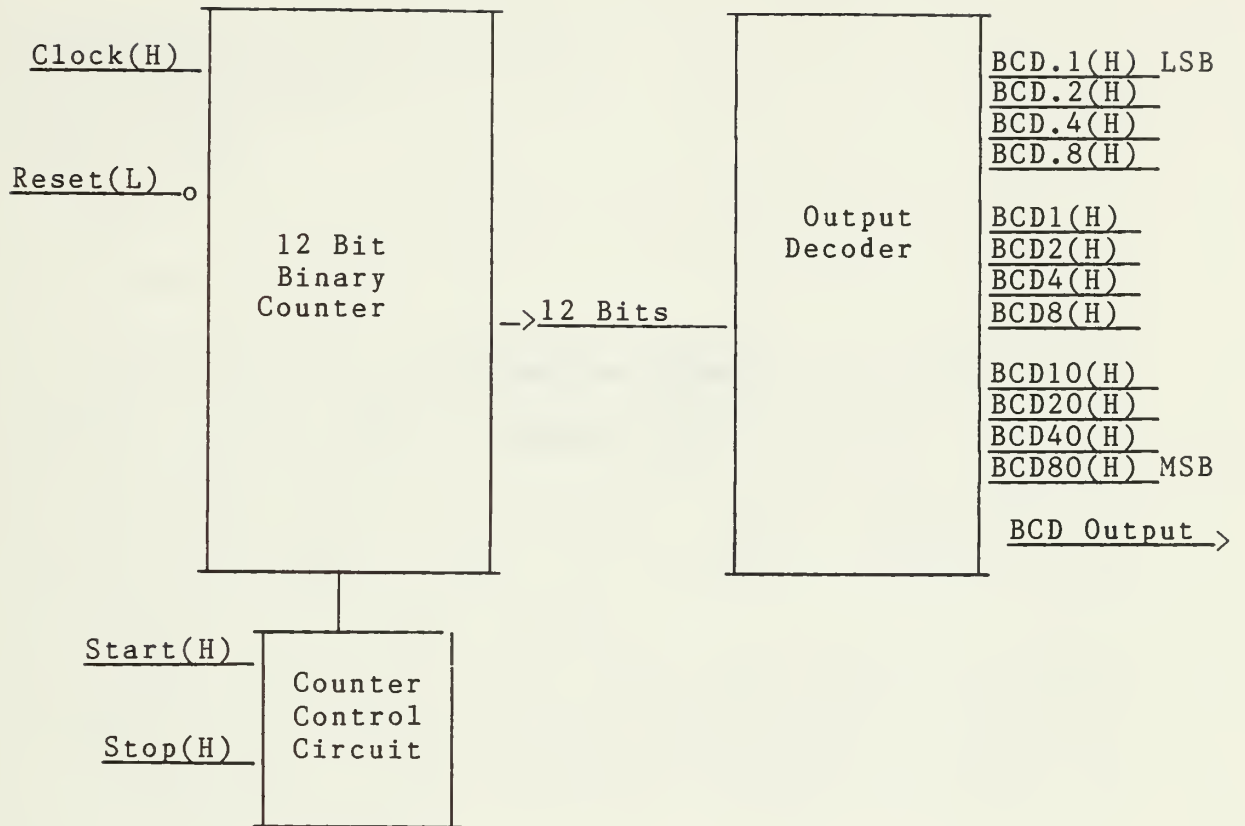 Clock(H)
Reset(L)
12 Bit
Binary
Counter
12 Bits
Output
Decoder
BCD.1(H) LSB
BCD.2(H)
BCD.4(H)
BCD.8(H)
BCD1(H)
BCD2(H)
BCD4(H)
BCD8(H)
BCD10(H)
BCD20(H)
BCD40(H)
BCD80(H) MSB
BCD Output
Start(H)
Stop(H)
Counter
Control
Circuit